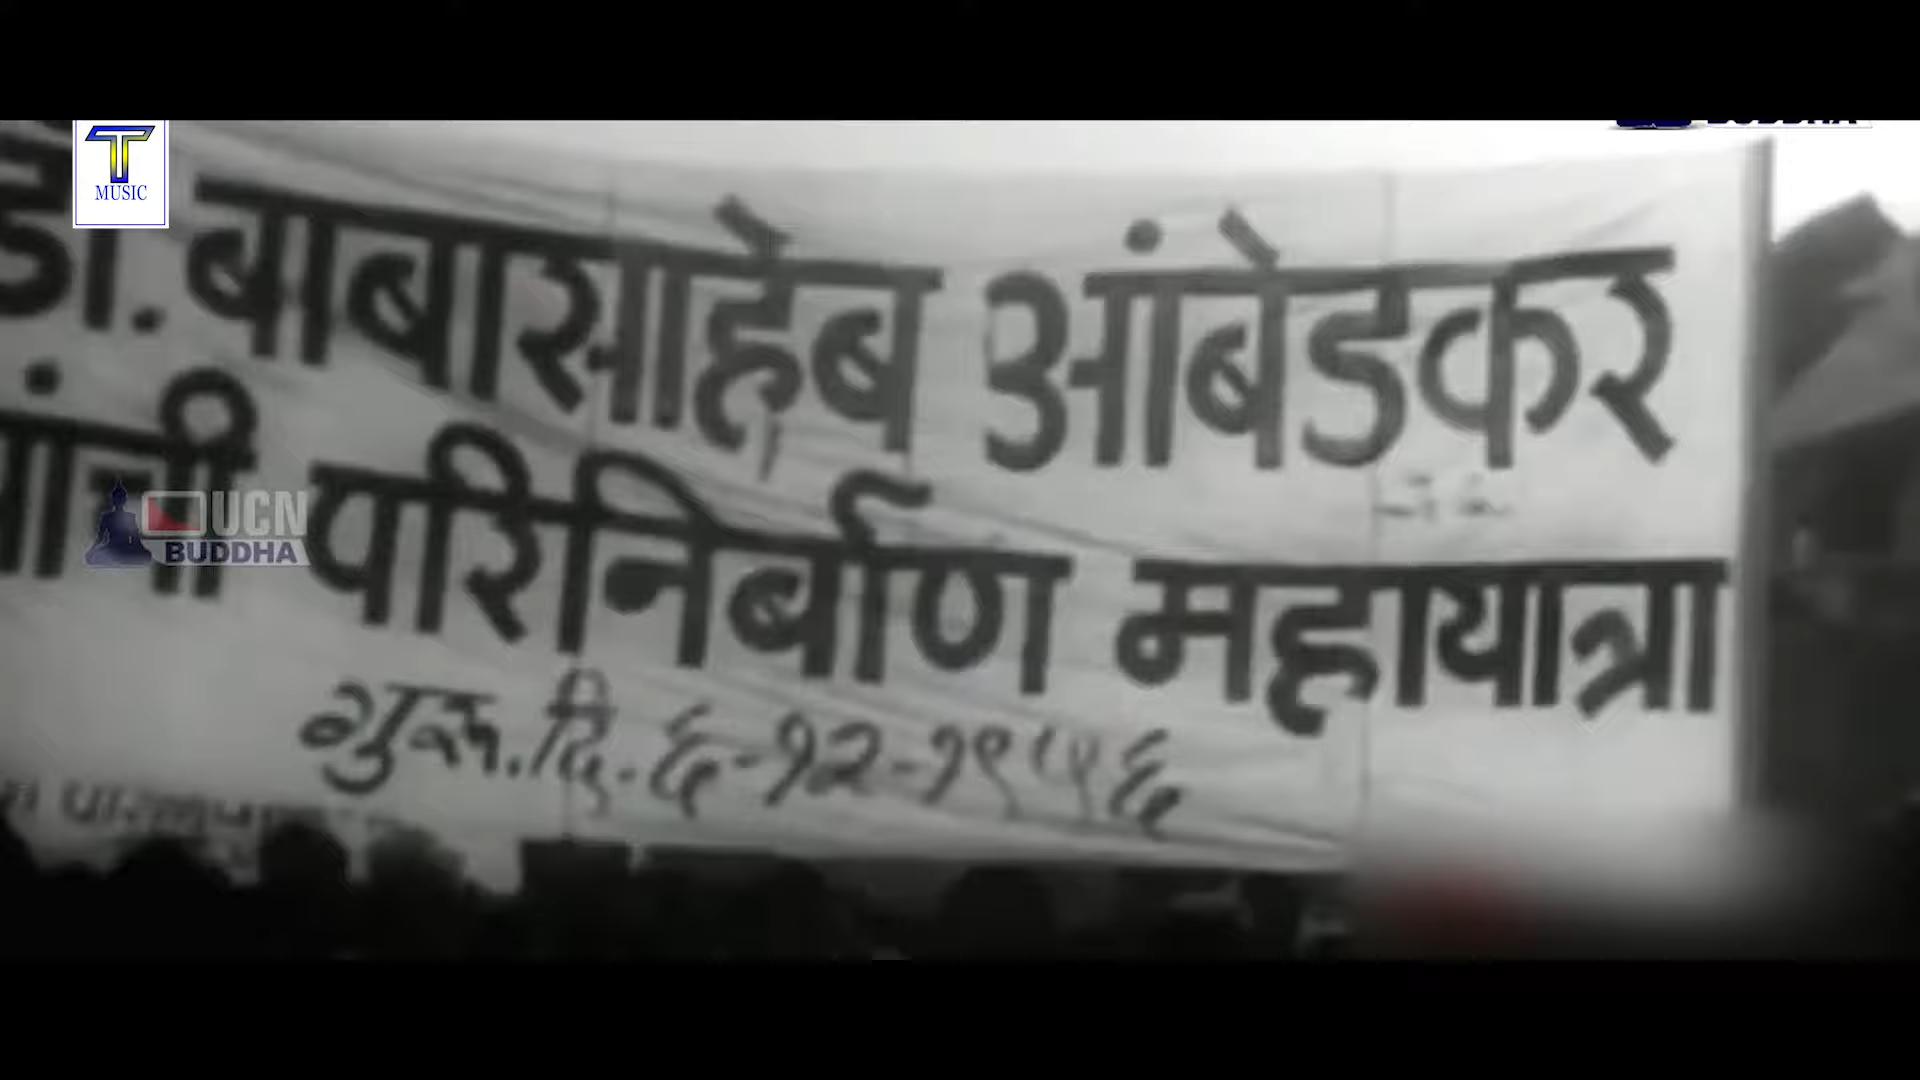 T
MUSIC
डॉ. बाबासाहेब आंबेडकर
परिनिर्बाण महायात्रा
UCN
BUDDHA
गुरू. दि. ६-१२-१९५६